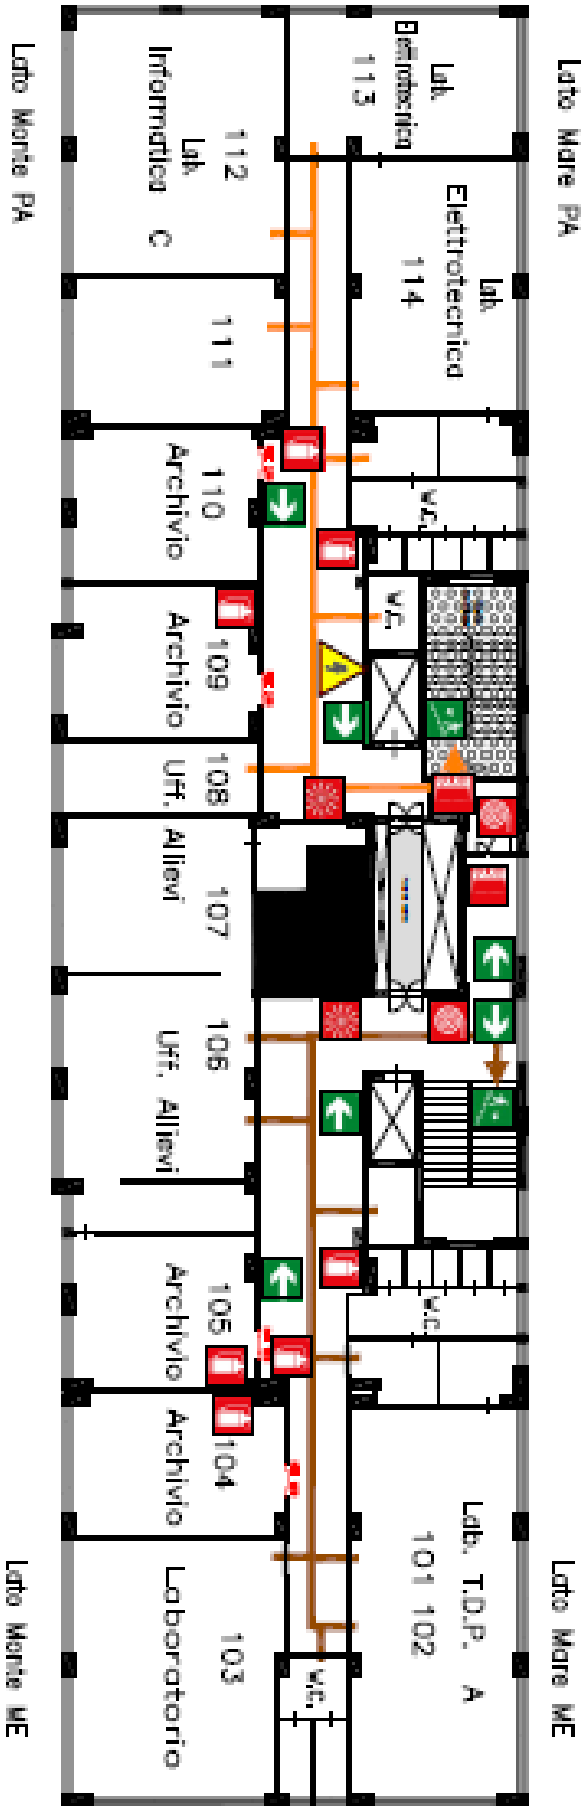 Lato Monte PA
Lato Mare PA
Lab.
Elettrotecnica
113
112
Lab.
Informatica C
Lab.
Elettrotecnica
114
111
110
Archivio
W.C.
W.C.
109
Archivio
108
Uff.
Allievi
107
106
Uff. Allievi
105
Archivio
W.C.
104
Archivio
Lab. T.D.P. A
101 102
103
Laboratorio
W.C.
Lato Monte ME
Lato Mare ME